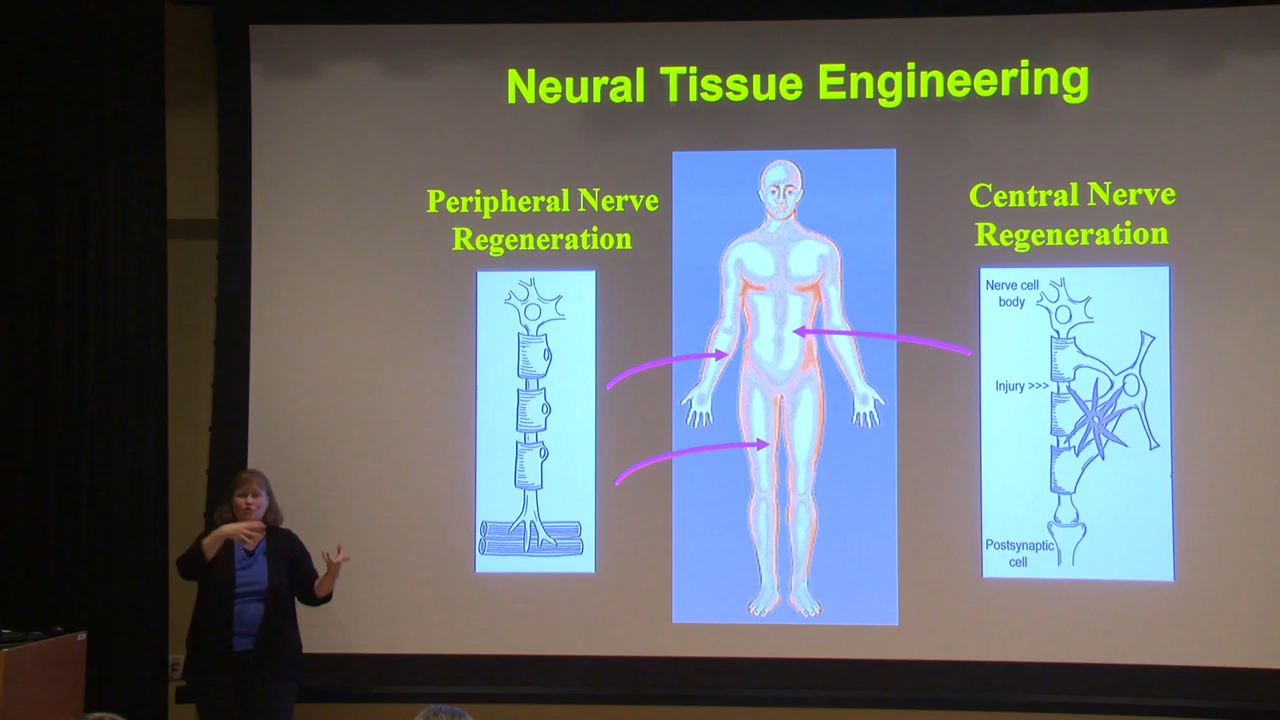 Neural Tissue Engineering
Peripheral Nerve
Regeneration
Central Nerve
Regeneration
Nerve cell
body
Injury >>>
Postsynaptic
cell